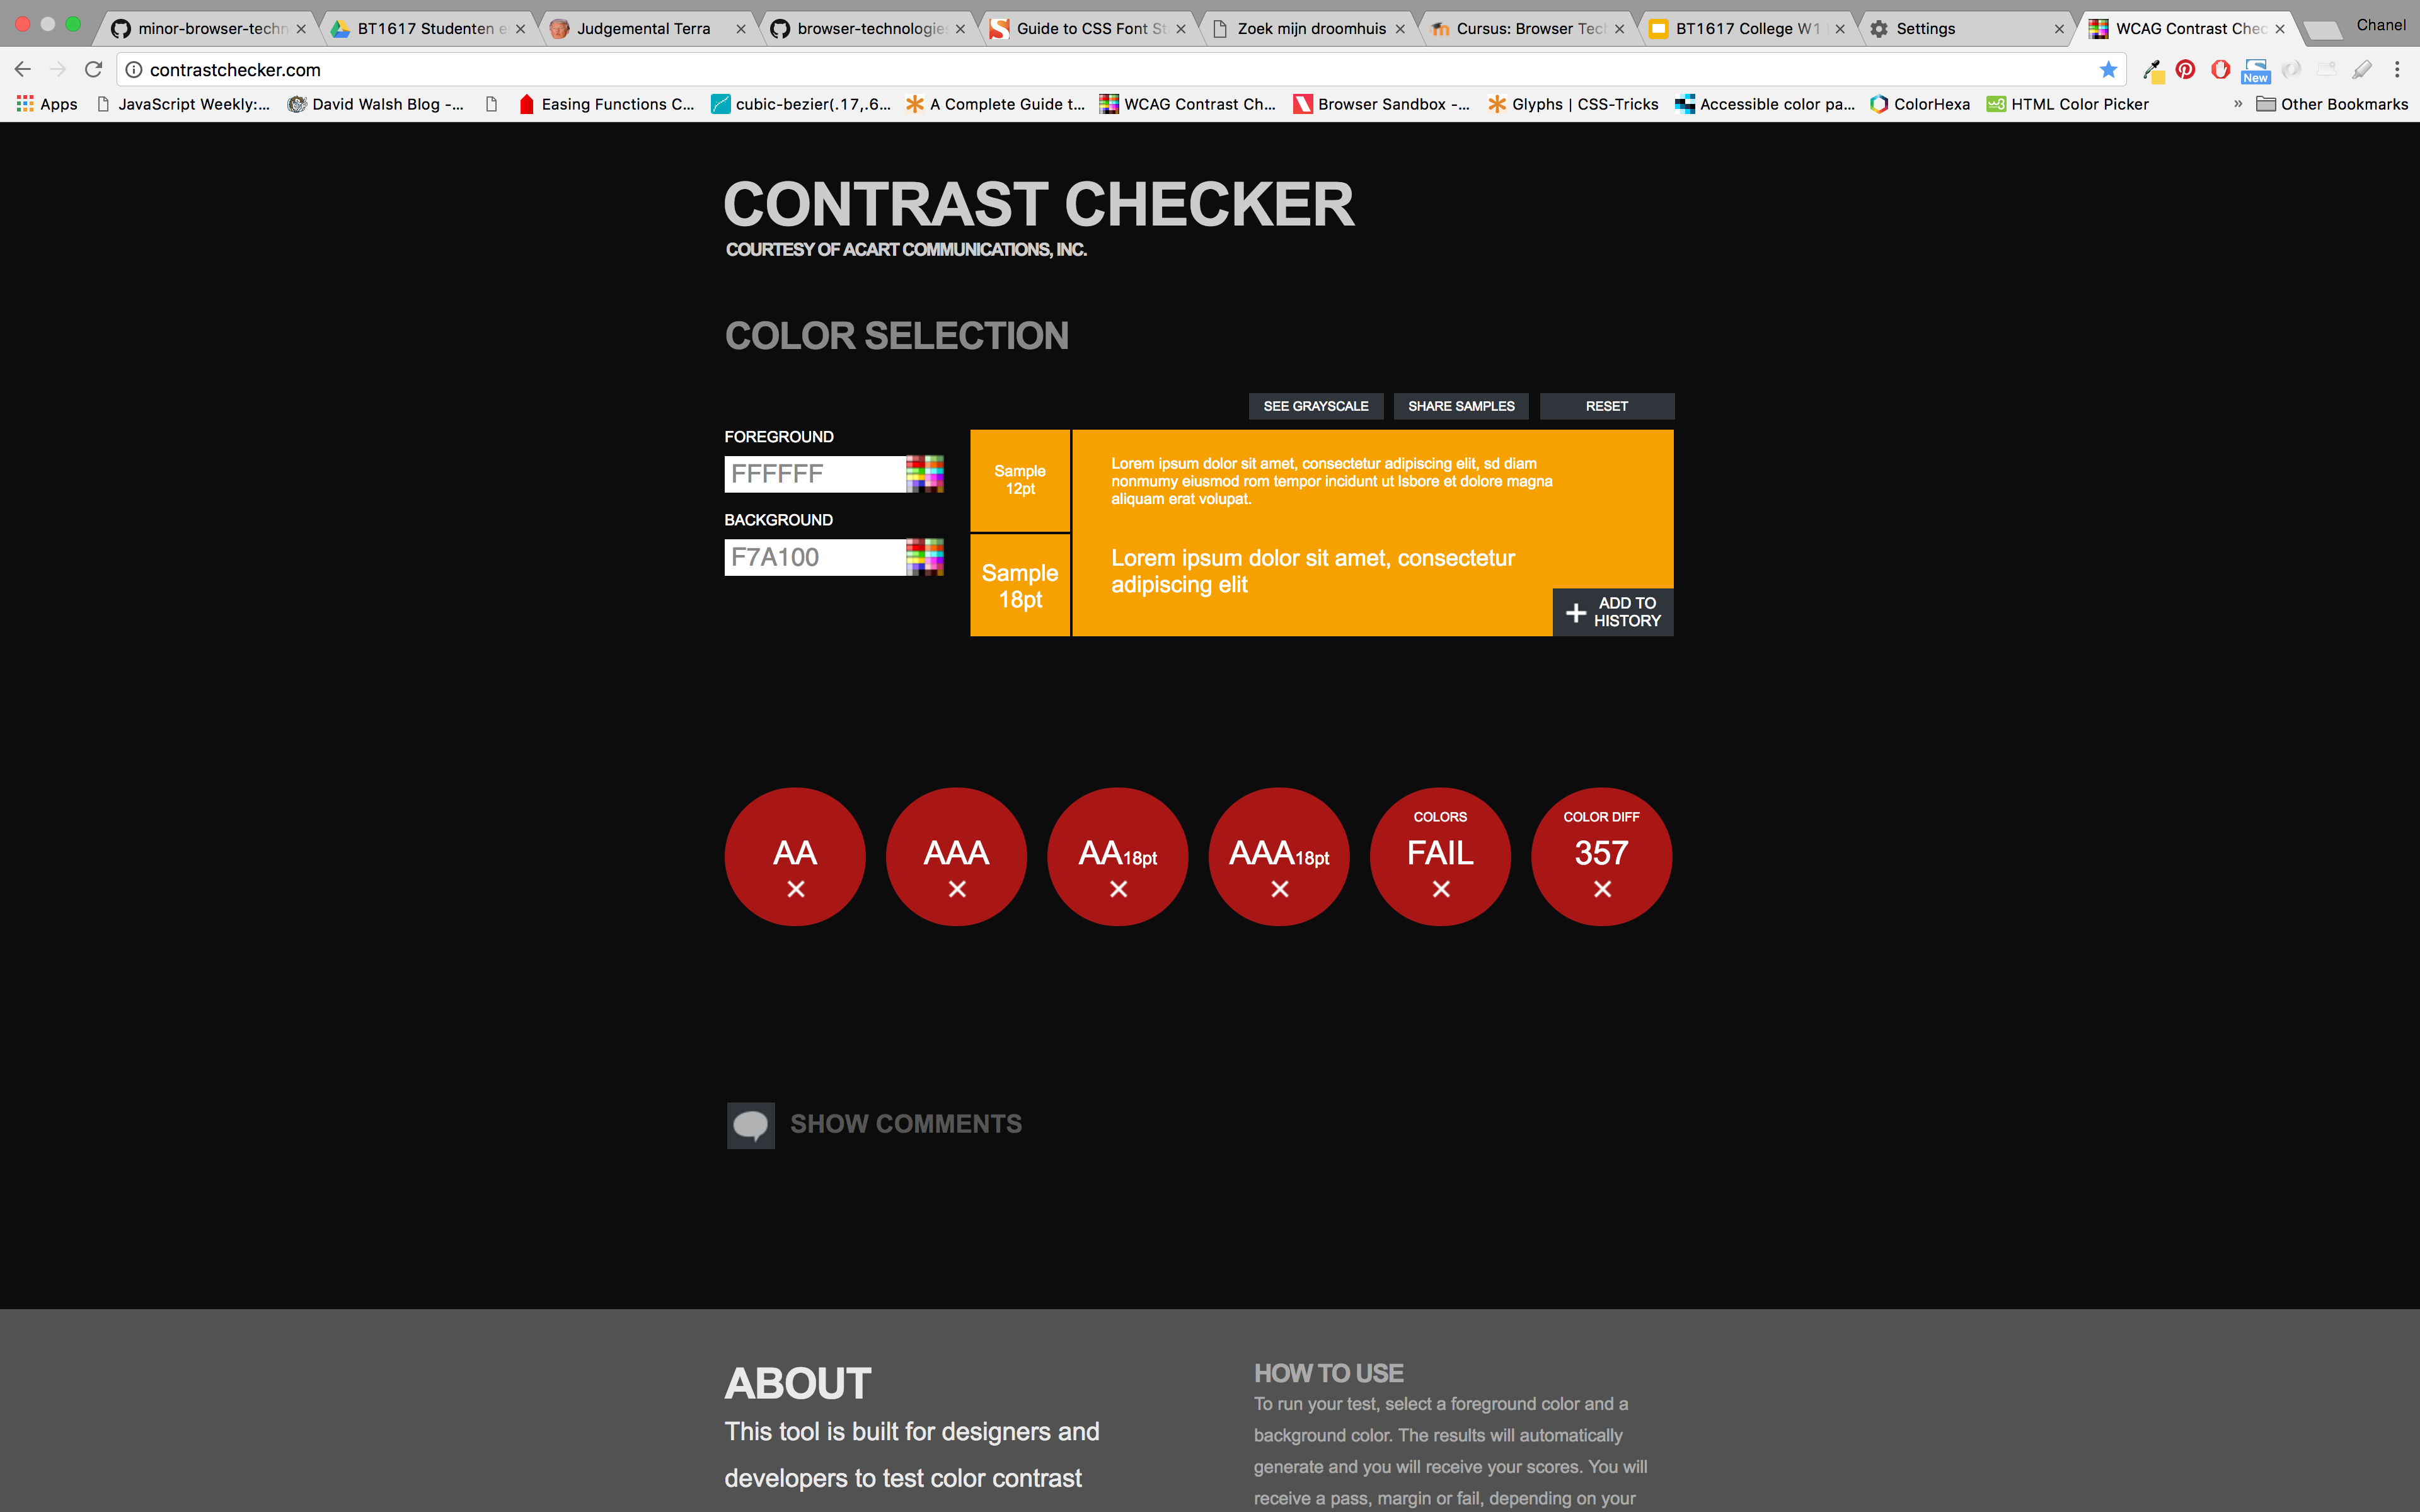 minor-browser-techn
BT1617 Studenten e
Judgemental Terra
browser-technologie
Guide to CSS Font St
Zoek mijn droomhuis
Cursus: Browser Tech
BT1617 College W1
Settings
WCAG Contrast Chec
Chanel
contrastchecker.com
New
Apps
JavaScript Weekly:...
David Walsh Blog -...
Easing Functions C...
cubic-bezier(.17,.6...
A Complete Guide t...
WCAG Contrast Ch...
Browser Sandbox -...
Glyphs | CSS-Tricks
Accessible color pa...
ColorHexa
HTML Color Picker
»
Other Bookmarks
CONTRAST CHECKER
COURTESY OF ACART COMMUNICATIONS, INC.
COLOR SELECTION
SEE GRAYSCALE
SHARE SAMPLES
RESET
FOREGROUND
FFFFFF
BACKGROUND
F7A100
Sample
12pt
Lorem ipsum dolor sit amet, consectetur adipiscing elit, sd diam
nonmumy eiusmod rom tempor incidunt ut lsbore et dolore magna
aliquam erat volupat.
Sample
18pt
Lorem ipsum dolor sit amet, consectetur
adipiscing elit
ADD TO
HISTORY
AA
AAA
AA18pt
AAA18pt
COLORS
FAIL
COLOR DIFF
357
SHOW COMMENTS
ABOUT
This tool is built for designers and
developers to test color contrast
HOW TO USE
To run your test, select a foreground color and a
background color. The results will automatically
generate and you will receive your scores. You will
receive a pass, margin or fail, depending on your